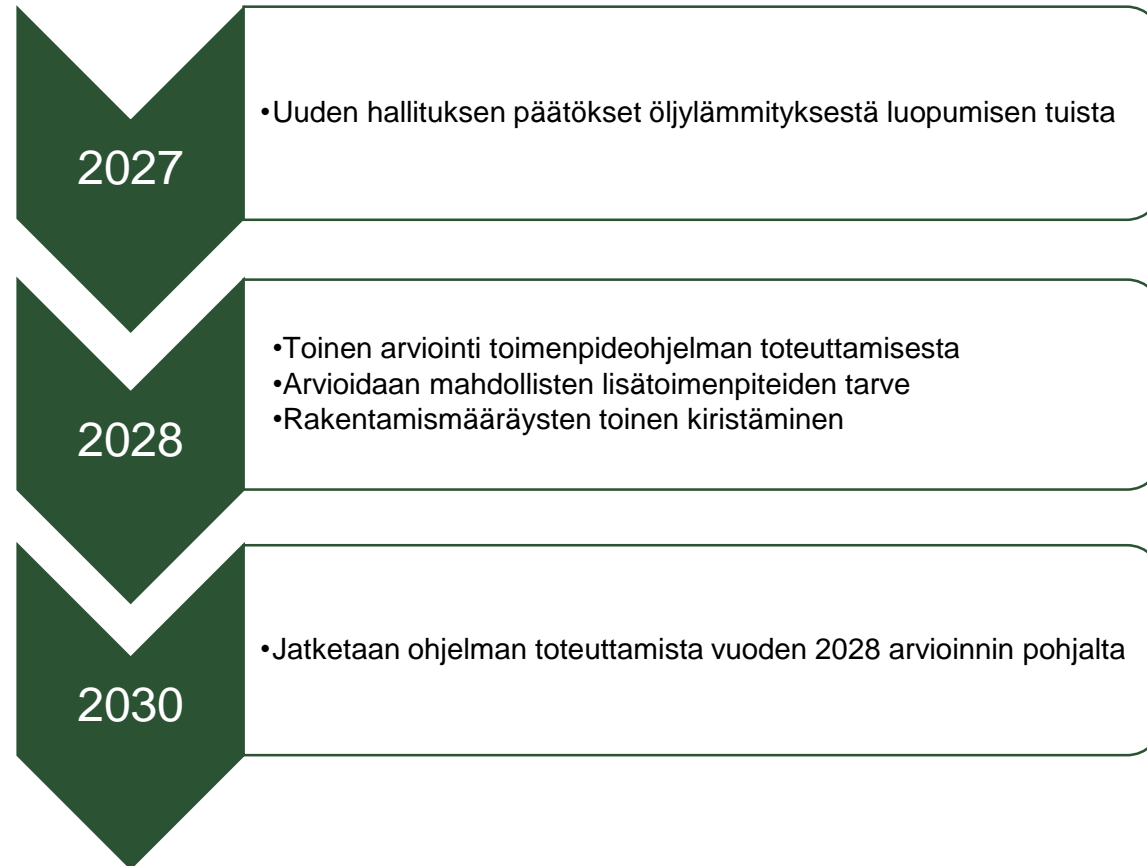 2027
•Uuden hallituksen päätökset öljylämmityksestä luopumisen tuista
2028
•Toinen arviointi toimenpideohjelman toteuttamisesta
•Arvioidaan mahdollisten lisätoimenpiteiden tarve
•Rakentamismääräysten toinen kiristäminen
2030
•Jatketaan ohjelman toteuttamista vuoden 2028 arvioinnin pohjalta